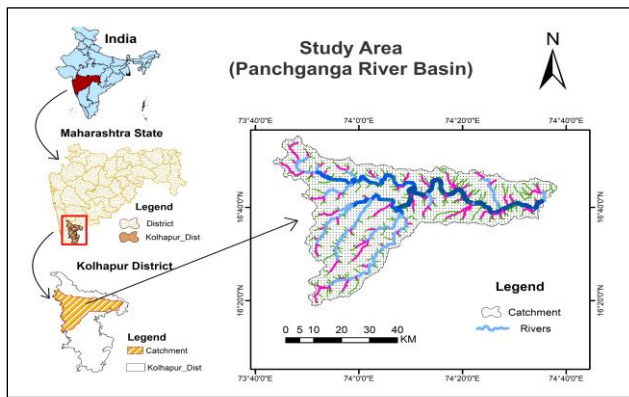 India
Study Area
(Panchganga River Basin)
N
Maharashtra State
Legend
District
Kolhapur_Dist
Kolhapur District
Legend
Catchment
Kolhapur_Dist
73°40'0"E 74°0'0"E 74°20'0"E 74°40'0"E
16°40'0"N 16°40'0"N
16°20'0"N 16°20'0"N
Legend
Catchment
Rivers
0 5 10 20 30 40
KM
73°40'0"E 74°0'0"E 74°20'0"E 74°40'0"E